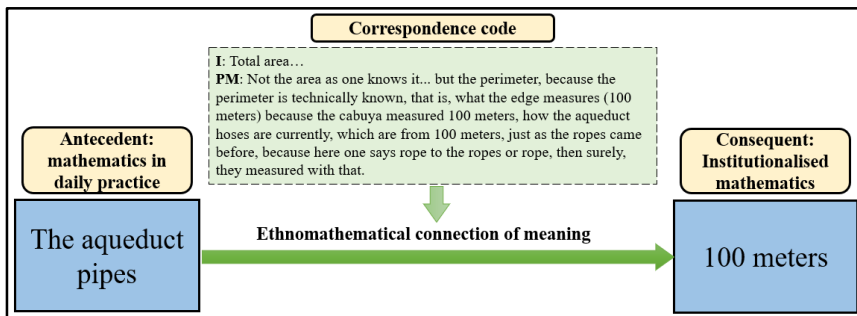 Correspondence code
I: Total area…
PM: Not the area as one knows it... but the perimeter, because the
perimeter is technically known, that is, what the edge measures (100
meters) because the cabuya measured 100 meters, how the aqueduct
hoses are currently, which are from 100 meters, just as the ropes came
before, because here one says rope to the ropes or rope, then surely,
they measured with that.
Antecedent:
mathematics in
daily practice
The aqueduct
pipes
Ethnomathematical connection of meaning
Consequent:
Institutionalised
mathematics
100 meters